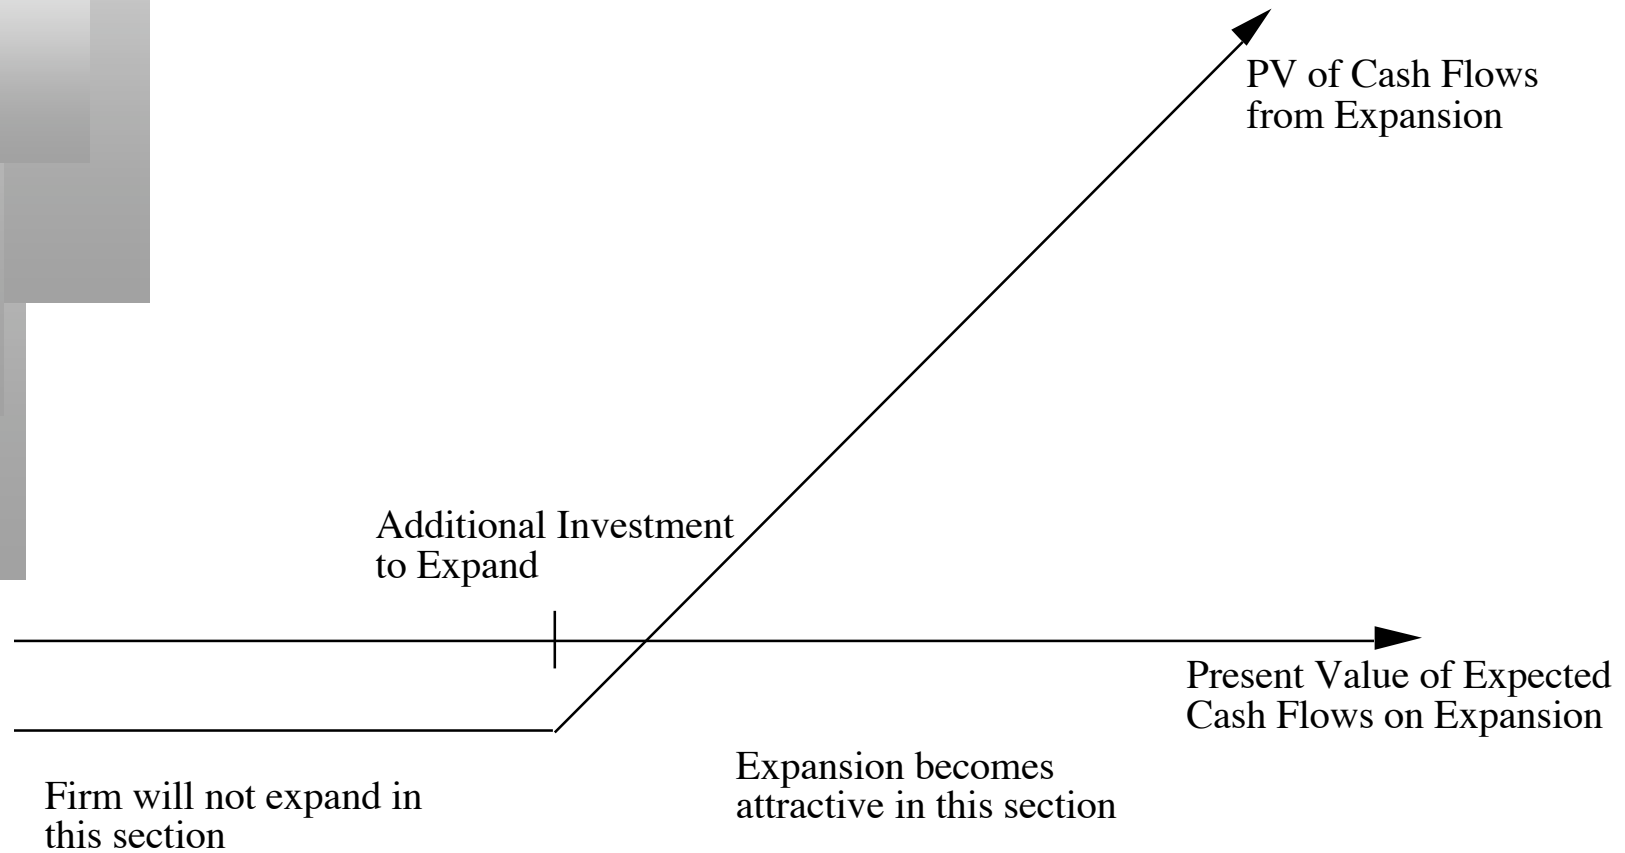 PV of Cash Flows
from Expansion
Additional Investment
to Expand
Present Value of Expected
Cash Flows on Expansion
Expansion becomes
attractive in this section
Firm will not expand in
this section